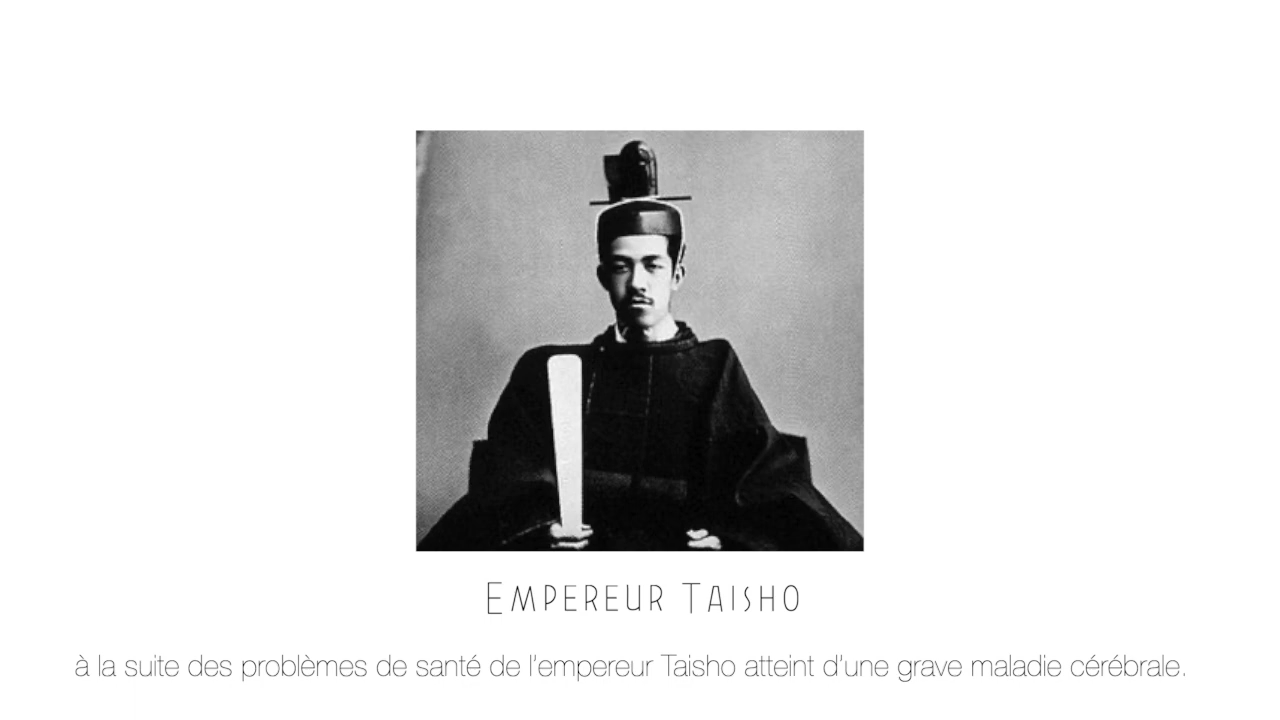 Empereur Taisho
à la suite des problèmes de santé de l'empereur Taisho atteint d'une grave maladie cérébrale.